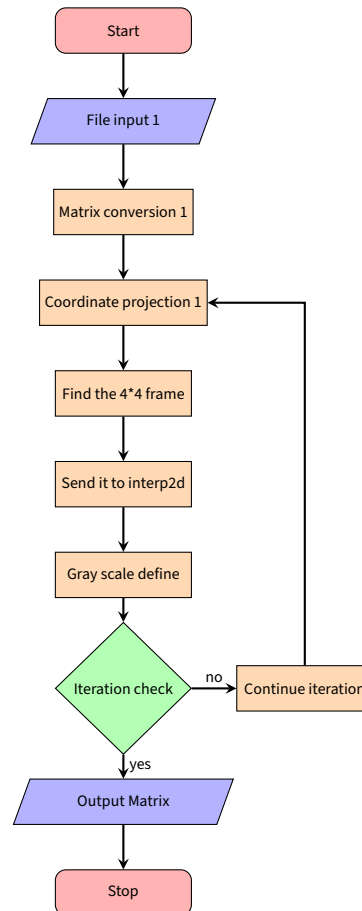 Start
File input 1
Matrix conversion 1
Coordinate projection 1
Find the 4*4 frame
Send it to interp2d
Gray scale define
Iteration check
no
Continue iteration
yes
Output Matrix
Stop